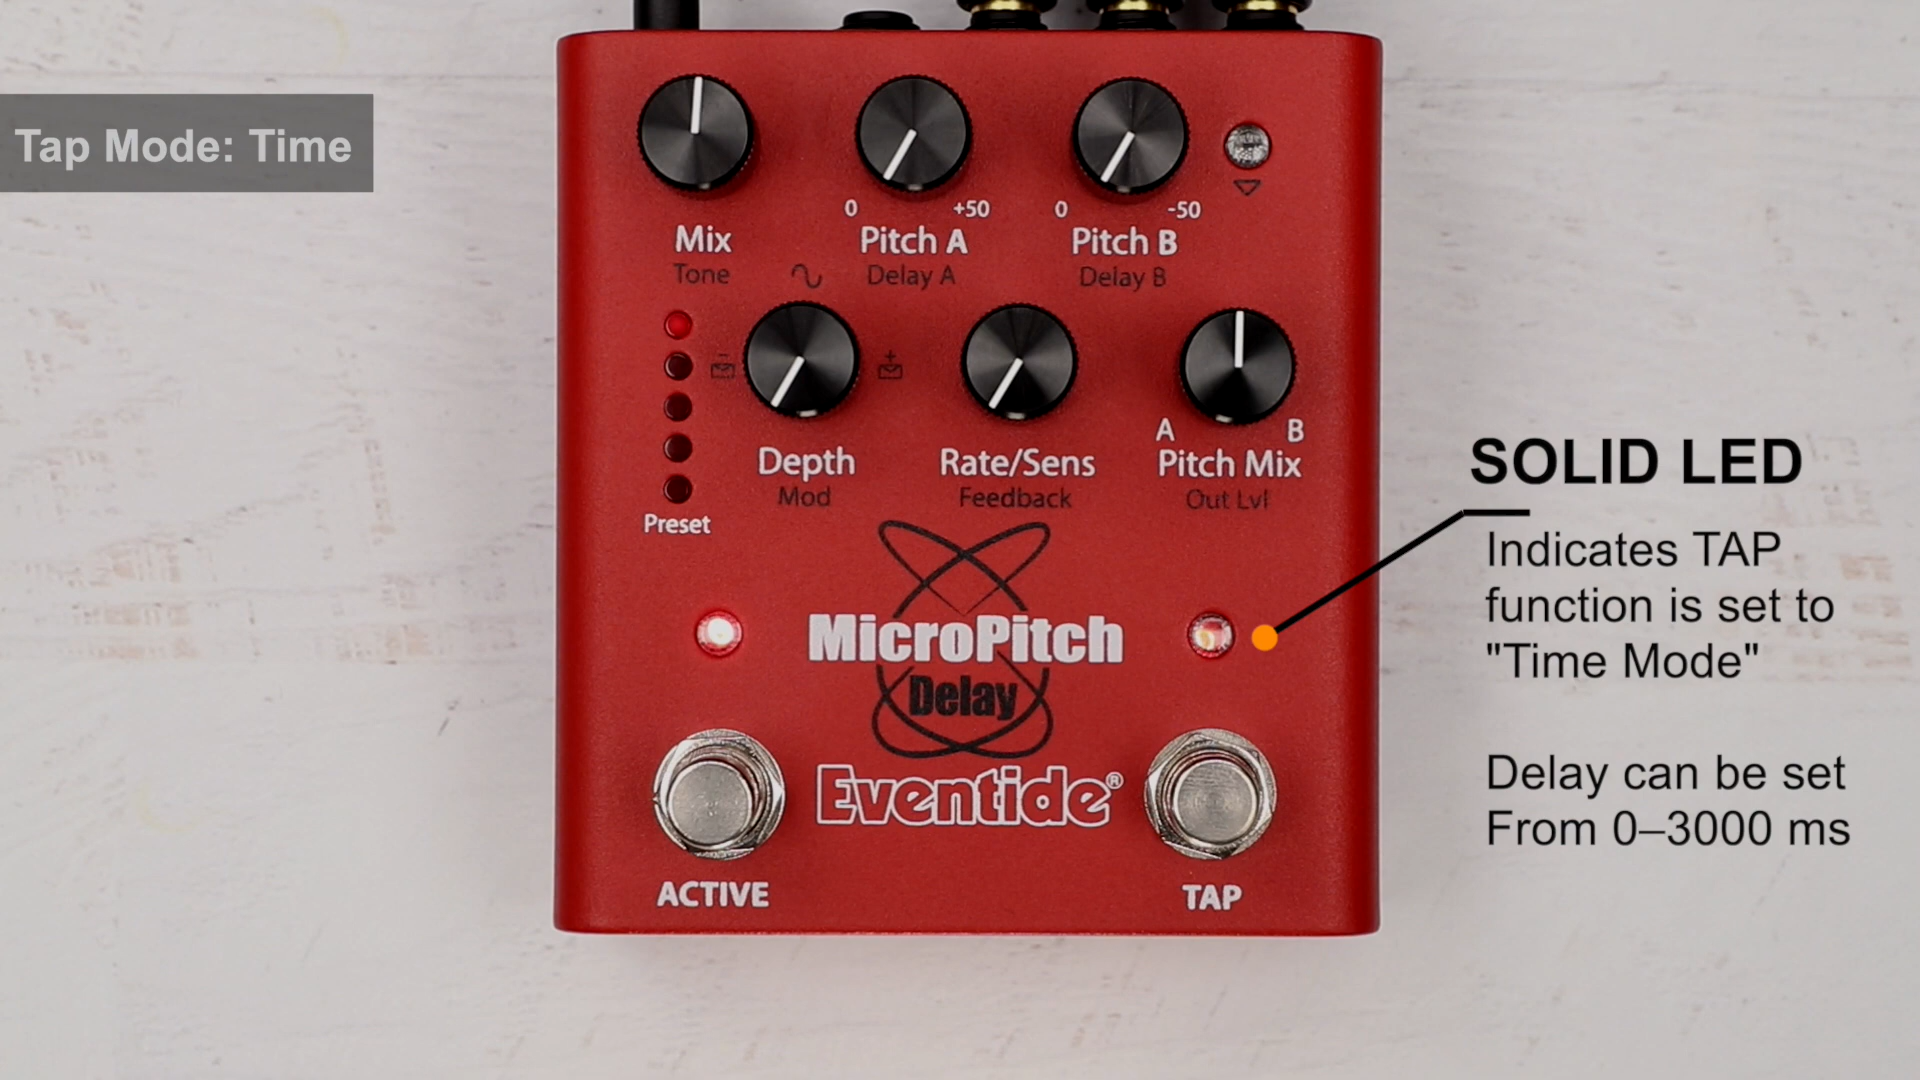 Tap Mode: Time
0 +50
0 -50
Mix
Pitch A
Pitch B
Tone
Delay A
Delay B
A B
Depth
Rate/Sens
Pitch Mix
Mod
Feedback
Out Lvl
Preset
MicroPitch
Delay
Eventide®
ACTIVE
TAP
SOLID LED
Indicates TAP
function is set to
"Time Mode"
Delay can be set
From 0–3000 ms